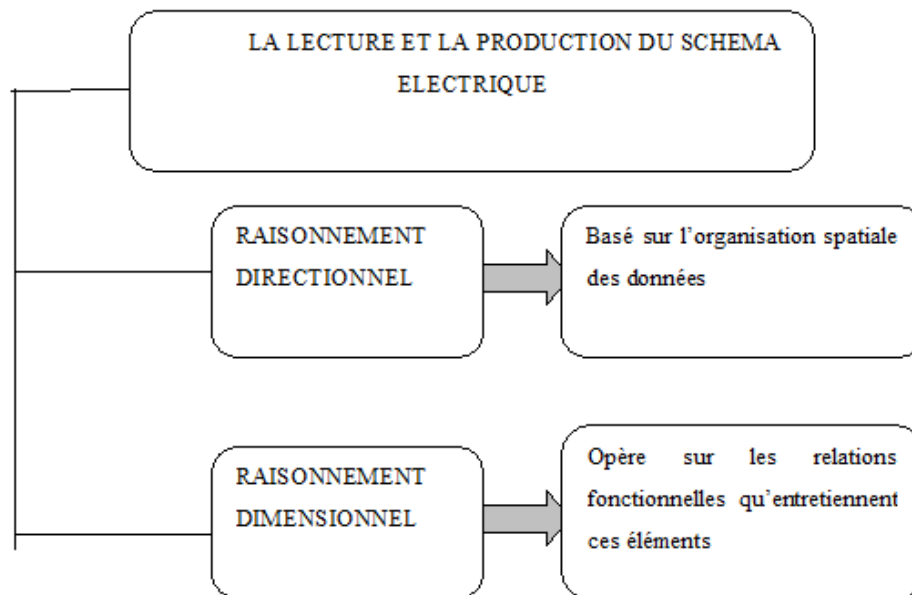 LA LECTURE ET LA PRODUCTION DU SCHEMA
ELECTRIQUE
RAISONNEMENT
DIRECTIONNEL
Basé sur l'organisation spatiale
des données
RAISONNEMENT
DIMENSIONNEL
Opère sur les relations
fonctionnelles qu'entretiennent
ces éléments